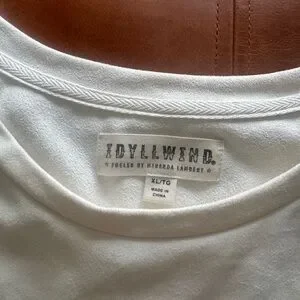 IDYLLWIND.
★ FUELED BY MIRANDA LAMBERT ★
XL/TG
MADE IN
CHINA